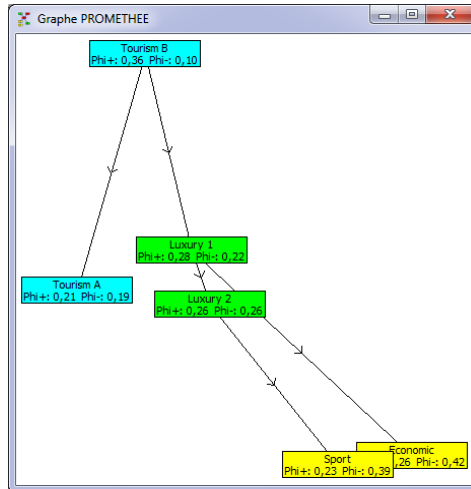 Graphe PROMETHEE
Tourism B
Phi+: 0,36 Phi-: 0,10
Luxury 1
Phi+: 0,28 Phi-: 0,22
Tourism A
Phi+: 0,21 Phi-: 0,19
Luxury 2
Phi+: 0,26 Phi-: 0,26
Economic
,26 Phi-: 0,42
Sport
Phi+: 0,23 Phi-: 0,39